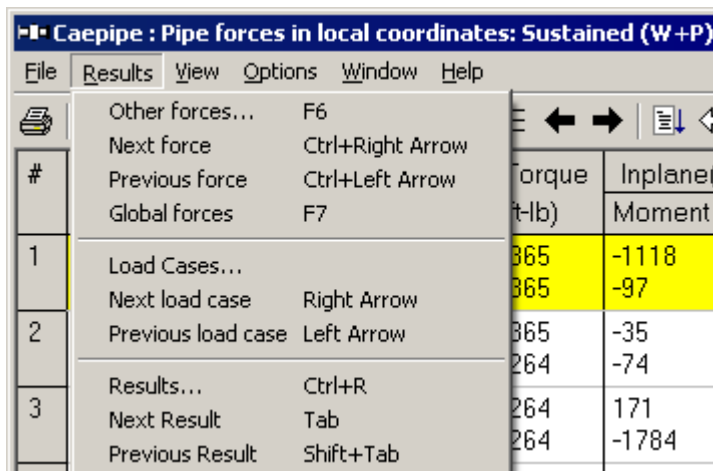 Caepipe : Pipe forces in local coordinates: Sustained (W+P)
File Results View Options Window Help
Other forces... F6
Next force Ctrl+Right Arrow
Previous force Ctrl+Left Arrow
Global forces F7
Load Cases...
Next load case Right Arrow
Previous load case Left Arrow
Results... Ctrl+R
Next Result Tab
Previous Result Shift+Tab
# Torque Inplane(
ft-lb) Moment
1 365 -1118
365 -97
2 365 -35
264 -74
3 264 171
264 -1784